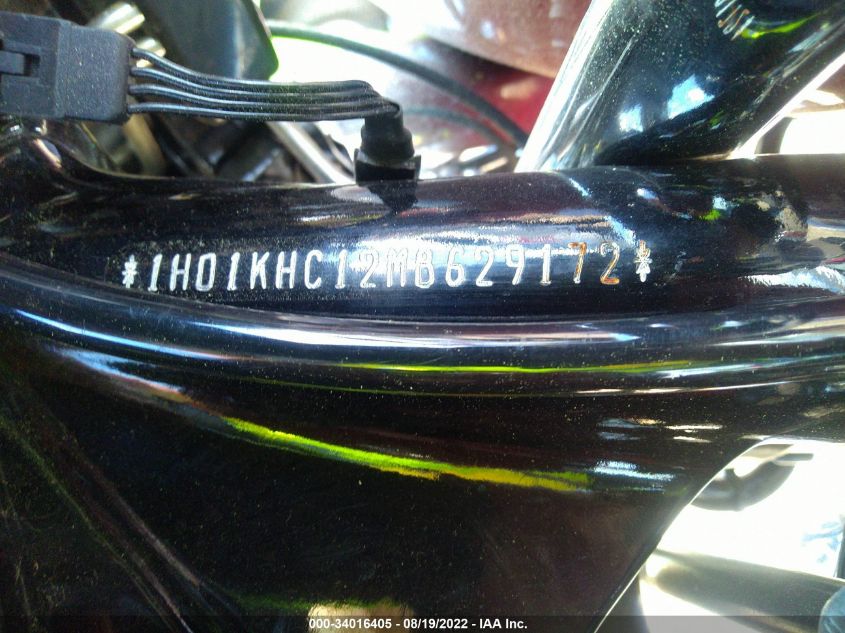 *1HD1KHC12MB629172*
000-34016405 - 08/19/2022 - IAA Inc.